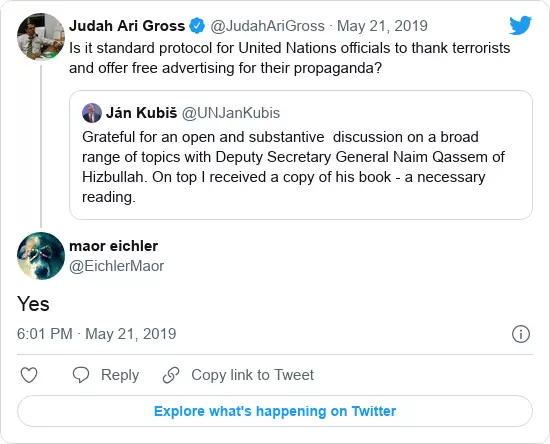 Judah Ari Gross @JudahAriGross · May 21, 2019
Is it standard protocol for United Nations officials to thank terrorists
and offer free advertising for their propaganda?
Ján Kubiš @UNJanKubis
Grateful for an open and substantive  discussion on a broad
range of topics with Deputy Secretary General Naim Qassem of
Hizbullah. On top I received a copy of his book - a necessary
reading.
maor eichler
@EichlerMaor
Yes
6:01 PM · May 21, 2019
Reply
Copy link to Tweet
Explore what's happening on Twitter